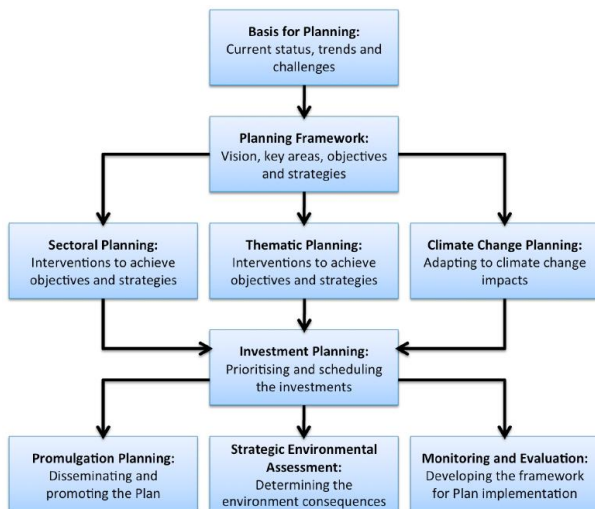 Basis for Planning:
Current status, trends and
challenges
Planning Framework:
Vision, key areas, objectives
and strategies
Sectoral Planning:
Interventions to achieve
objectives and strategies
Thematic Planning:
Interventions to achieve
objectives and strategies
Climate Change Planning:
Adapting to climate change
impacts
Investment Planning:
Prioritising and scheduling
the investments
Promulgation Planning:
Disseminating and
promoting the Plan
Strategic Environmental
Assessment:
Determining the
environment consequences
Monitoring and Evaluation:
Developing the framework
for Plan implementation